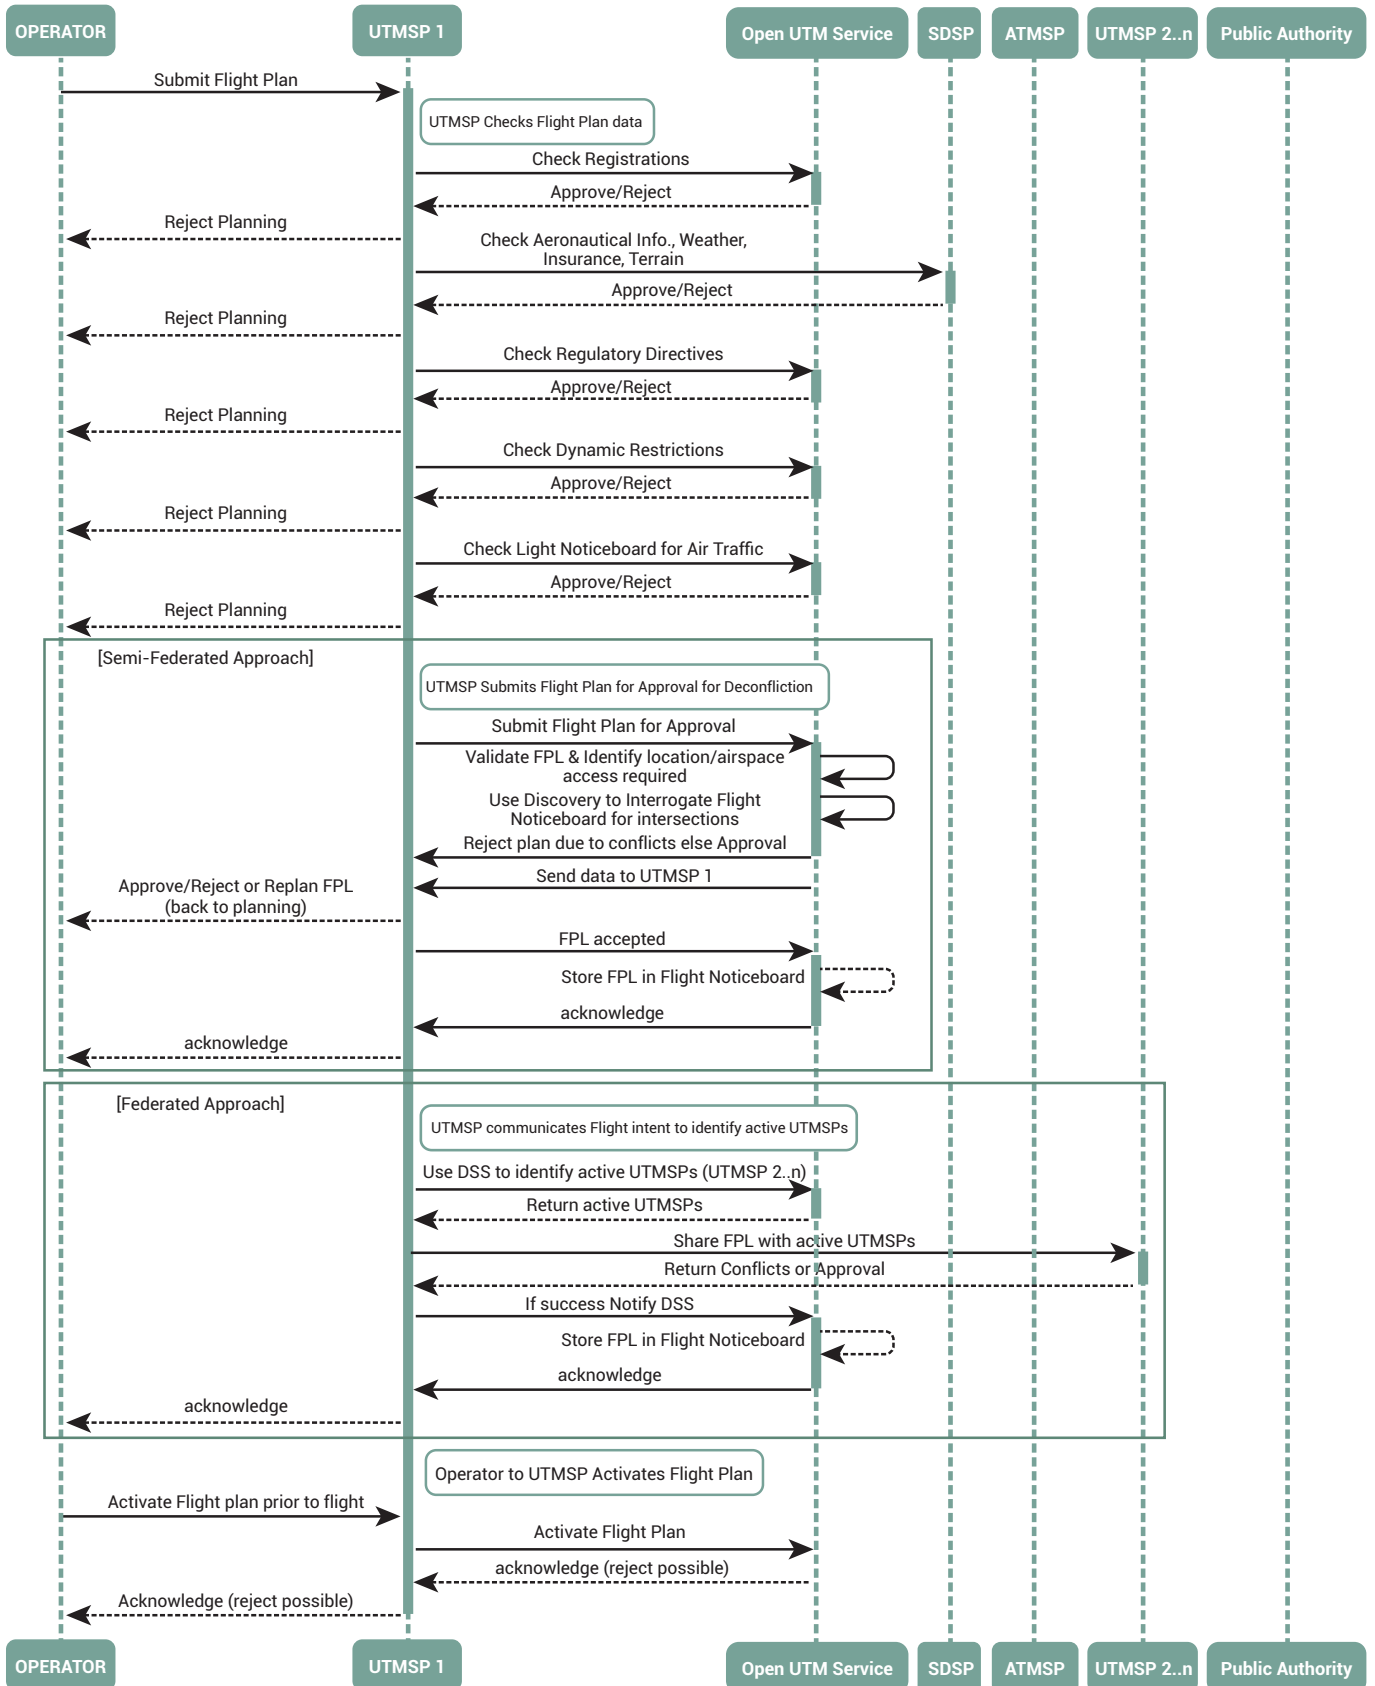 OPERATOR
UTMSP 1
Open UTM Service
SDSP
ATMSP
UTMSP 2..n
Public Authority
Submit Flight Plan
UTMSP Checks Flight Plan data
Check Registrations
Approve/Reject
Reject Planning
Check Aeronautical Info., Weather,
Insurance, Terrain
Approve/Reject
Reject Planning
Check Regulatory Directives
Approve/Reject
Reject Planning
Check Dynamic Restrictions
Approve/Reject
Reject Planning
Check Light Noticeboard for Air Traffic
Approve/Reject
Reject Planning
[Semi-Federated Approach]
UTMSP Submits Flight Plan for Approval for Deconfliction
Submit Flight Plan for Approval
Validate FPL & Identify location/airspace
access required
Use Discovery to Interrogate Flight
Noticeboard for intersections
Reject plan due to conflicts else Approval
Send data to UTMSP 1
Approve/Reject or Replan FPL
(back to planning)
FPL accepted
Store FPL in Flight Noticeboard
acknowledge
acknowledge
[Federated Approach]
UTMSP communicates Flight intent to identify active UTMSPs
Use DSS to identify active UTMSPs (UTMSP 2..n)
Return active UTMSPs
Share FPL with active UTMSPs
Return Conflicts or Approval
If success Notify DSS
Store FPL in Flight Noticeboard
acknowledge
acknowledge
Operator to UTMSP Activates Flight Plan
Activate Flight plan prior to flight
Activate Flight Plan
acknowledge (reject possible)
Acknowledge (reject possible)
OPERATOR
UTMSP 1
Open UTM Service
SDSP
ATMSP
UTMSP 2..n
Public Authority